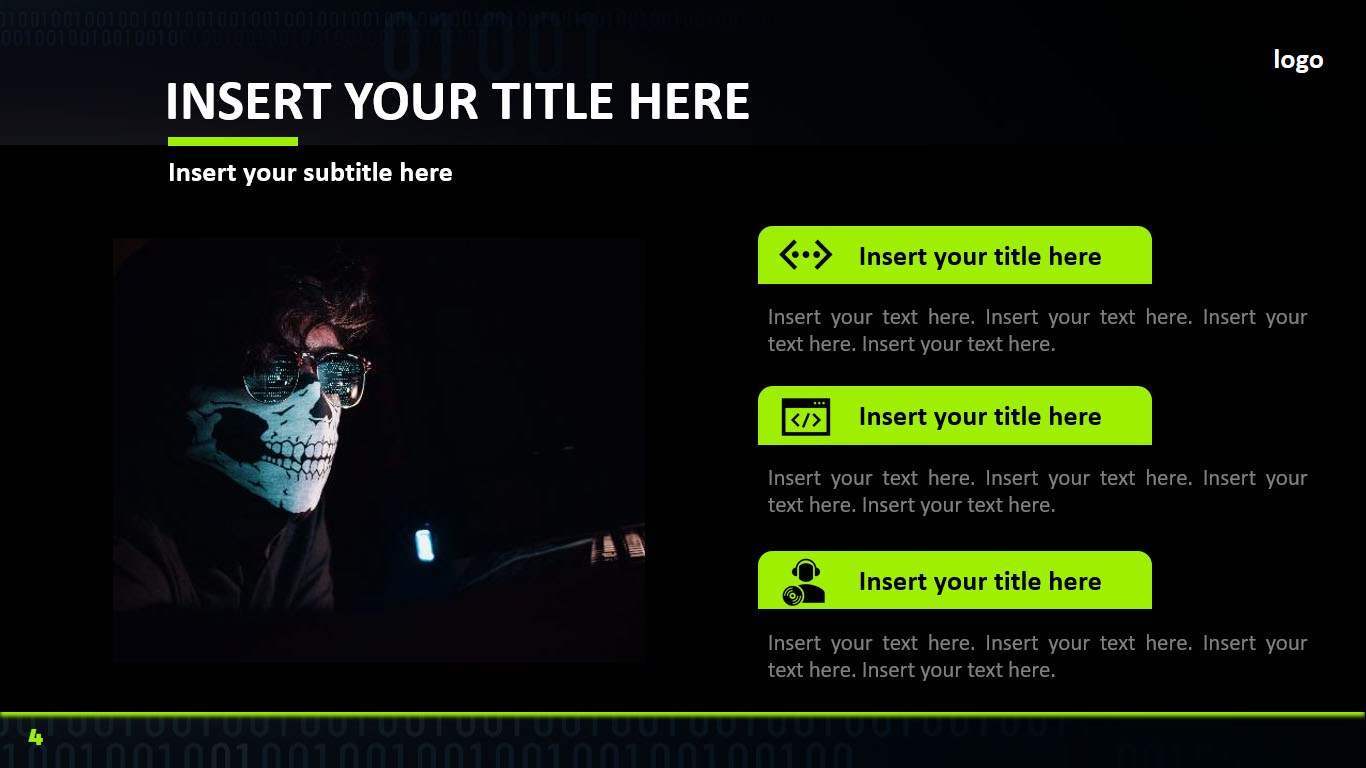 01001001001001001001001001001001001001001001
001001001001001001001001001001
01001
logo
INSERT YOUR TITLE HERE
Insert your subtitle here
Insert your title here
Insert your text here. Insert your text here. Insert your
text here. Insert your text here.
</>
Insert your title here
Insert your text here. Insert your text here. Insert your
text here. Insert your text here.
Insert your title here
Insert your text here. Insert your text here. Insert your
text here. Insert your text here.
4